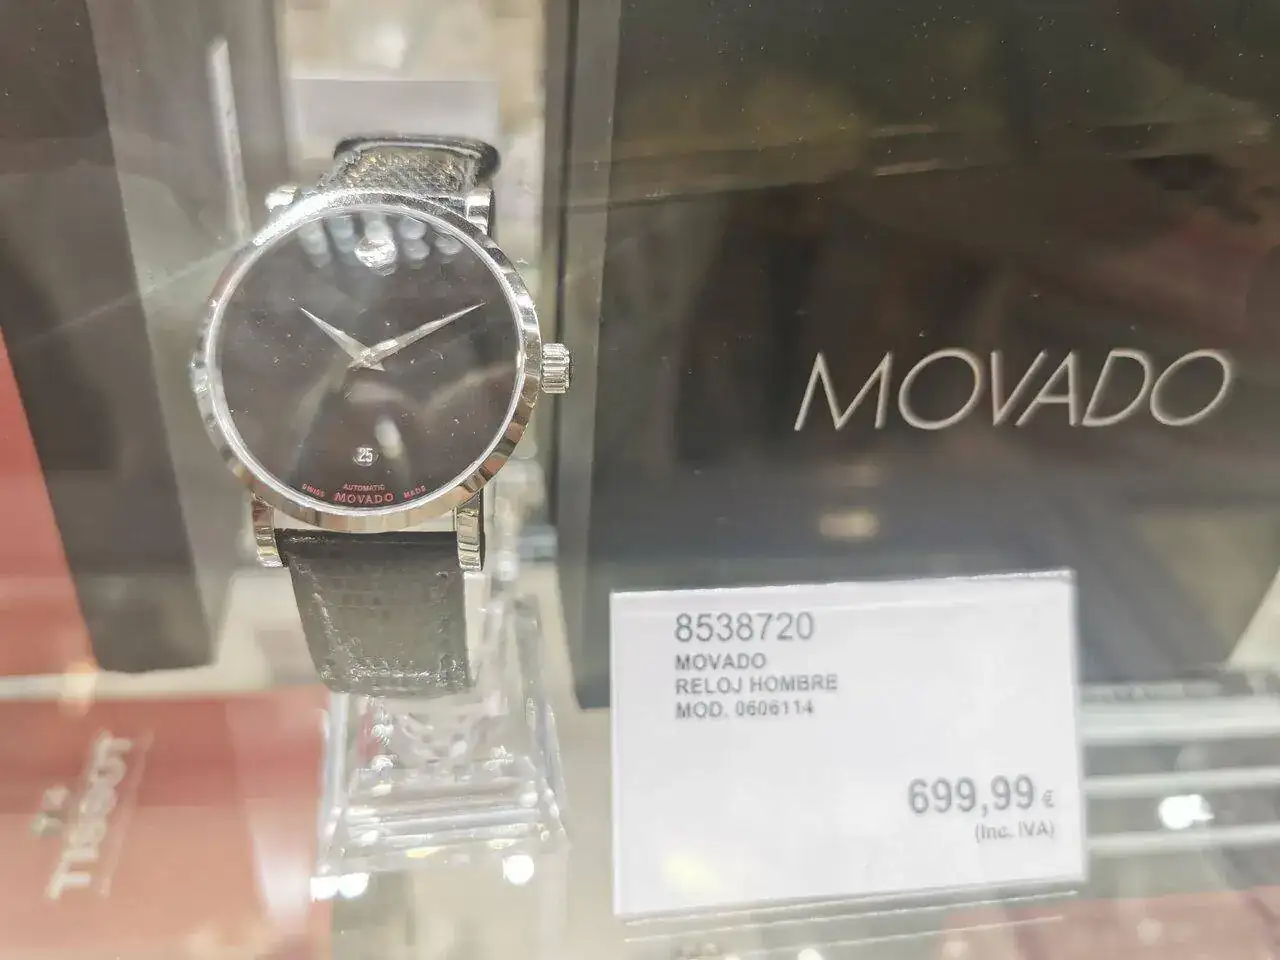 25
AUTOMATIC
SWISS MOVADO MADE
MOVADO
8538720
MOVADO
RELOJ HOMBRE
MOD. 0606114
699,99 €
(Inc. IVA)
TISSOT